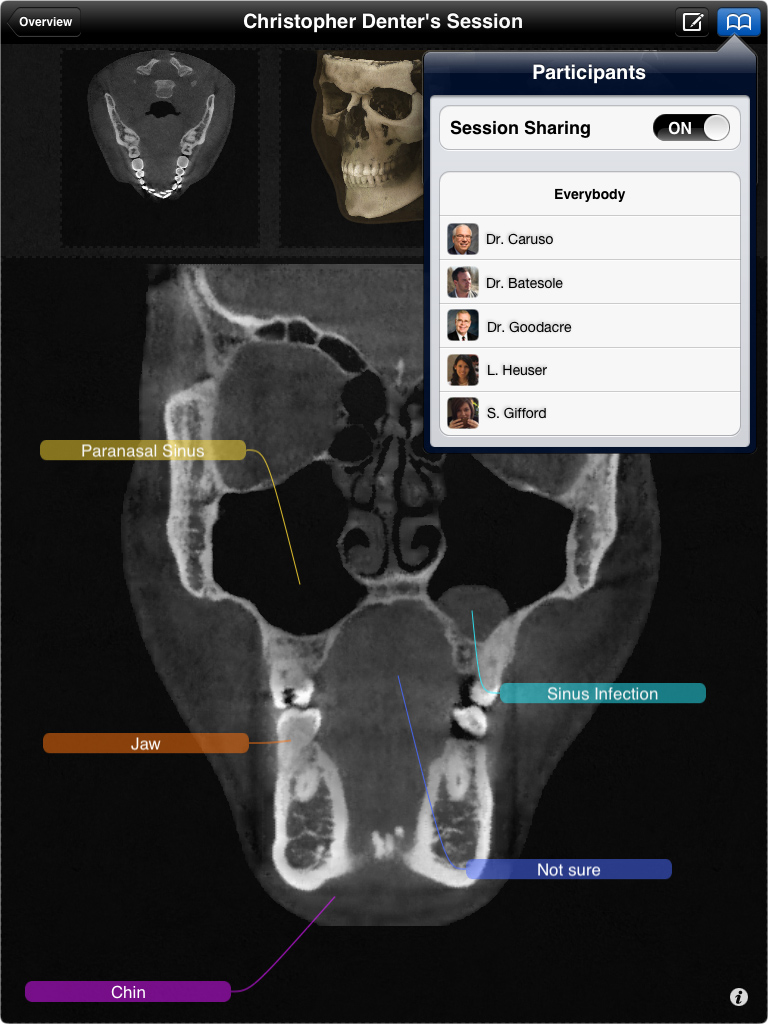 Overview
Christopher Denter's Session
Participants
Session Sharing
ON
Everybody
Dr. Caruso
Dr. Batesole
Dr. Goodacre
L. Heuser
S. Gifford
Paranasal Sinus
Sinus Infection
Jaw
Not sure
Chin
i